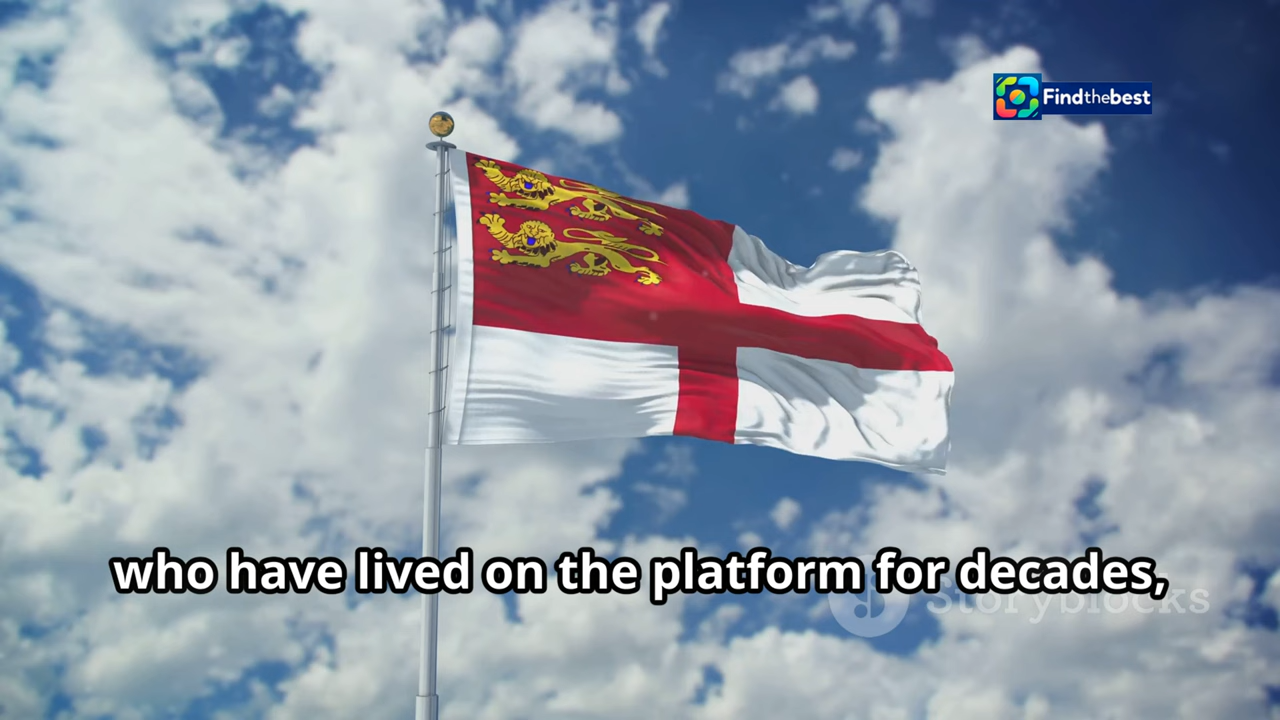 Findthebest
who have lived on the platform for decades,
Storyblocks